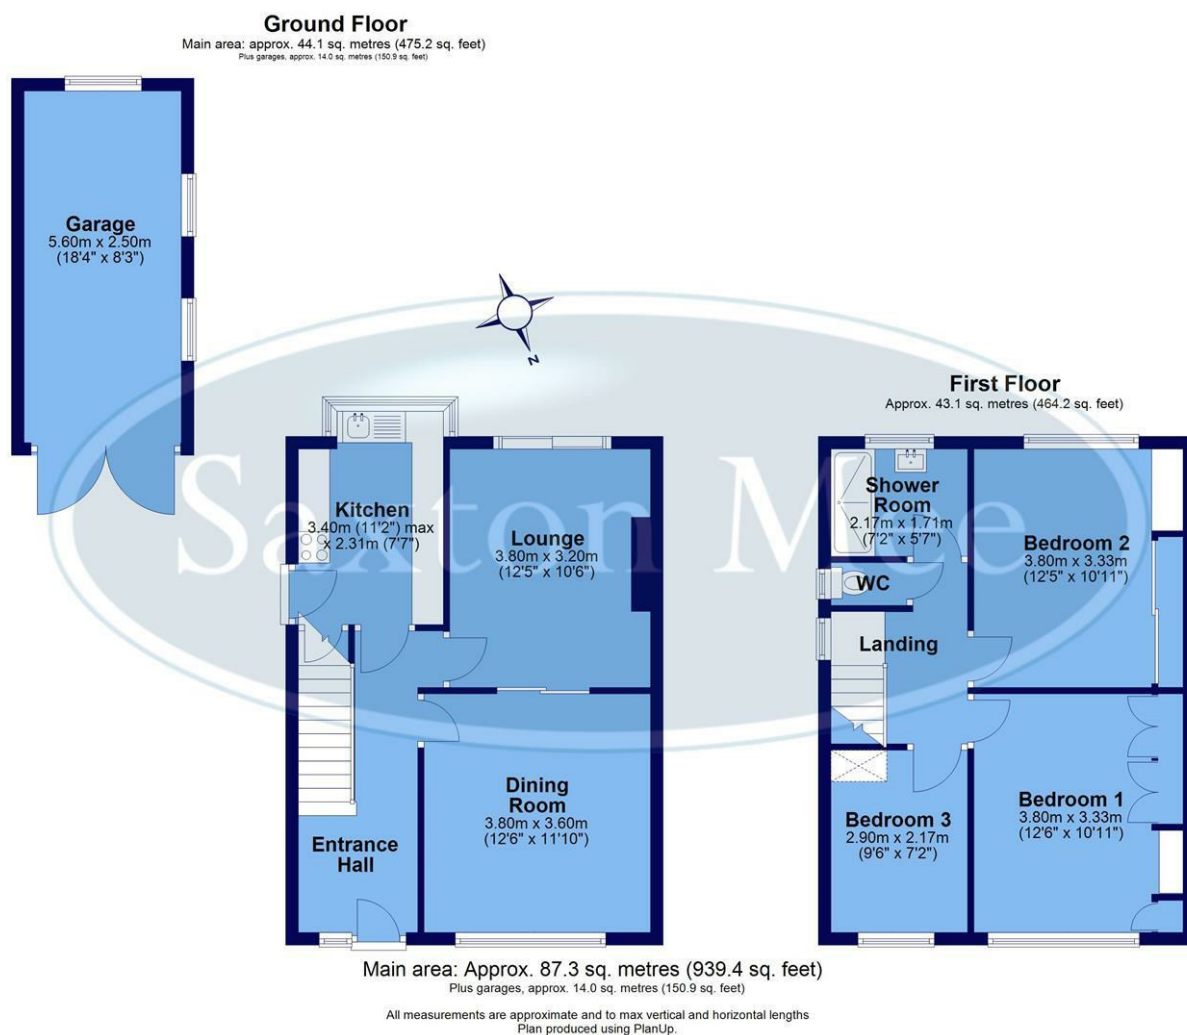 Ground Floor
Main area: approx. 44.1 sq. metres (475.2 sq. feet)
Plus garages, approx. 14.0 sq. metres (150.9 sq. feet)
Garage
5.60m x 2.50m
(18'4" x 8'3")
N
First Floor
Approx. 43.1 sq. metres (464.2 sq. feet)
Saxton Mee
Kitchen
3.40m (11'2") max
x 2.31m (7'7")
Lounge
3.80m x 3.20m
(12'5" x 10'6")
Shower
Room
2.17m x 1.71m
(7'2" x 5'7")
Bedroom 2
3.80m x 3.33m
(12'5" x 10'11")
WC
Landing
Dining
Room
3.80m x 3.60m
(12'6" x 11'10")
Entrance
Hall
Bedroom 3
2.90m x 2.17m
(9'6" x 7'2")
Bedroom 1
3.80m x 3.33m
(12'6" x 10'11")
Main area: Approx. 87.3 sq. metres (939.4 sq. feet)
Plus garages, approx. 14.0 sq. metres (150.9 sq. feet)
All measurements are approximate and to max vertical and horizontal lengths
Plan produced using PlanUp.